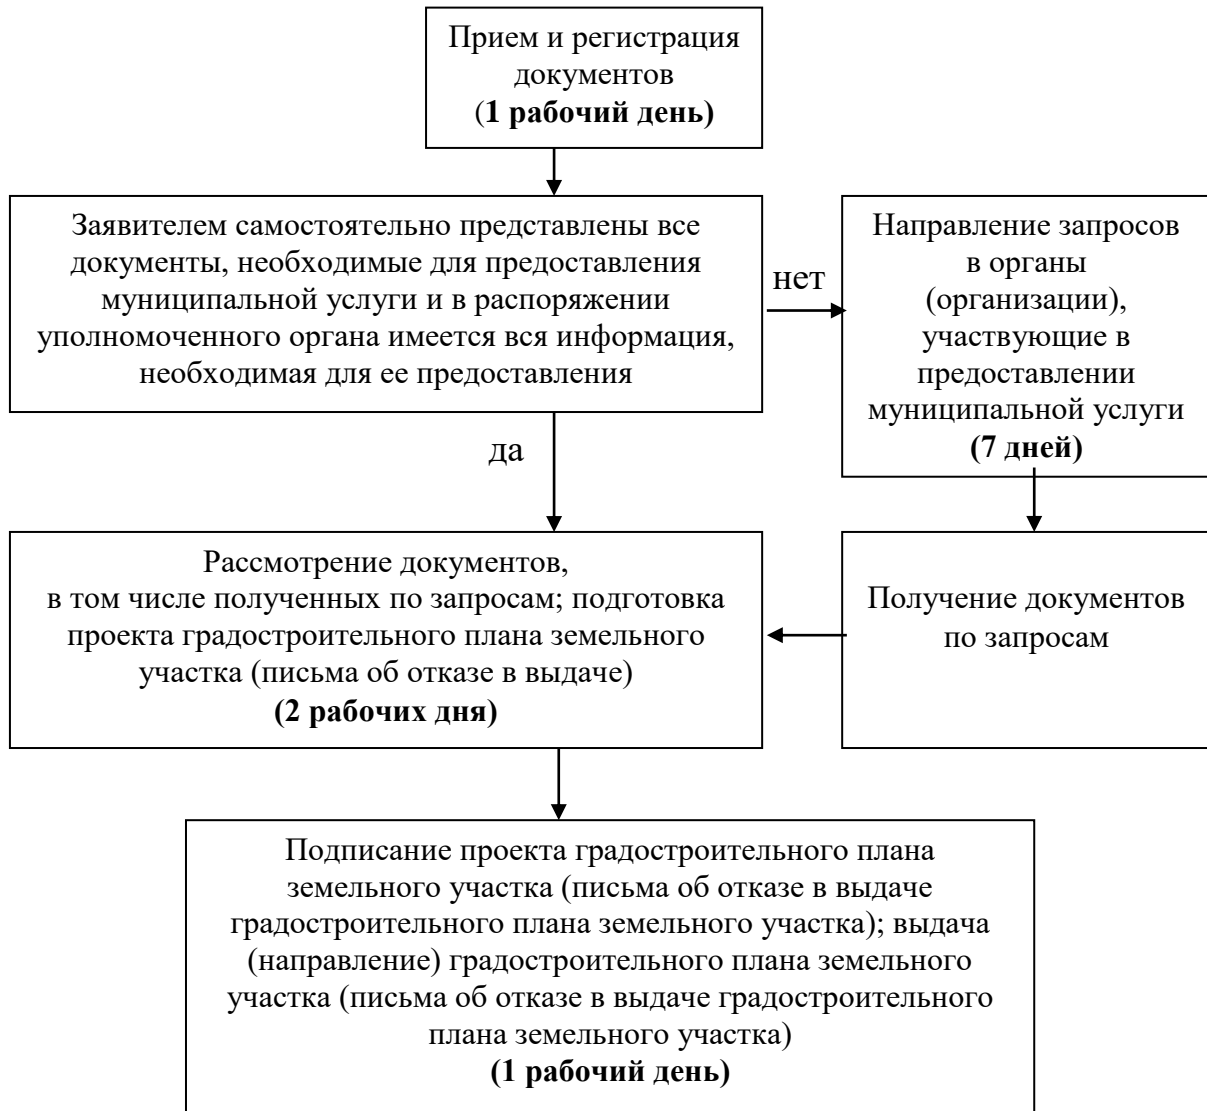 Прием и регистрация
документов
(1 рабочий день)
Заявителем самостоятельно представлены все
документы, необходимые для предоставления
муниципальной услуги и в распоряжении
уполномоченного органа имеется вся информация,
необходимая для ее предоставления
нет
Направление запросов
в органы
(организации),
участвующие в
предоставлении
муниципальной услуги
(7 дней)
да
Рассмотрение документов,
в том числе полученных по запросам; подготовка
проекта градостроительного плана земельного
участка (письма об отказе в выдаче)
(2 рабочих дня)
Получение документов
по запросам
Подписание проекта градостроительного плана
земельного участка (письма об отказе в выдаче
градостроительного плана земельного участка); выдача
(направление) градостроительного плана земельного
участка (письма об отказе в выдаче градостроительного
плана земельного участка)
(1 рабочий день)